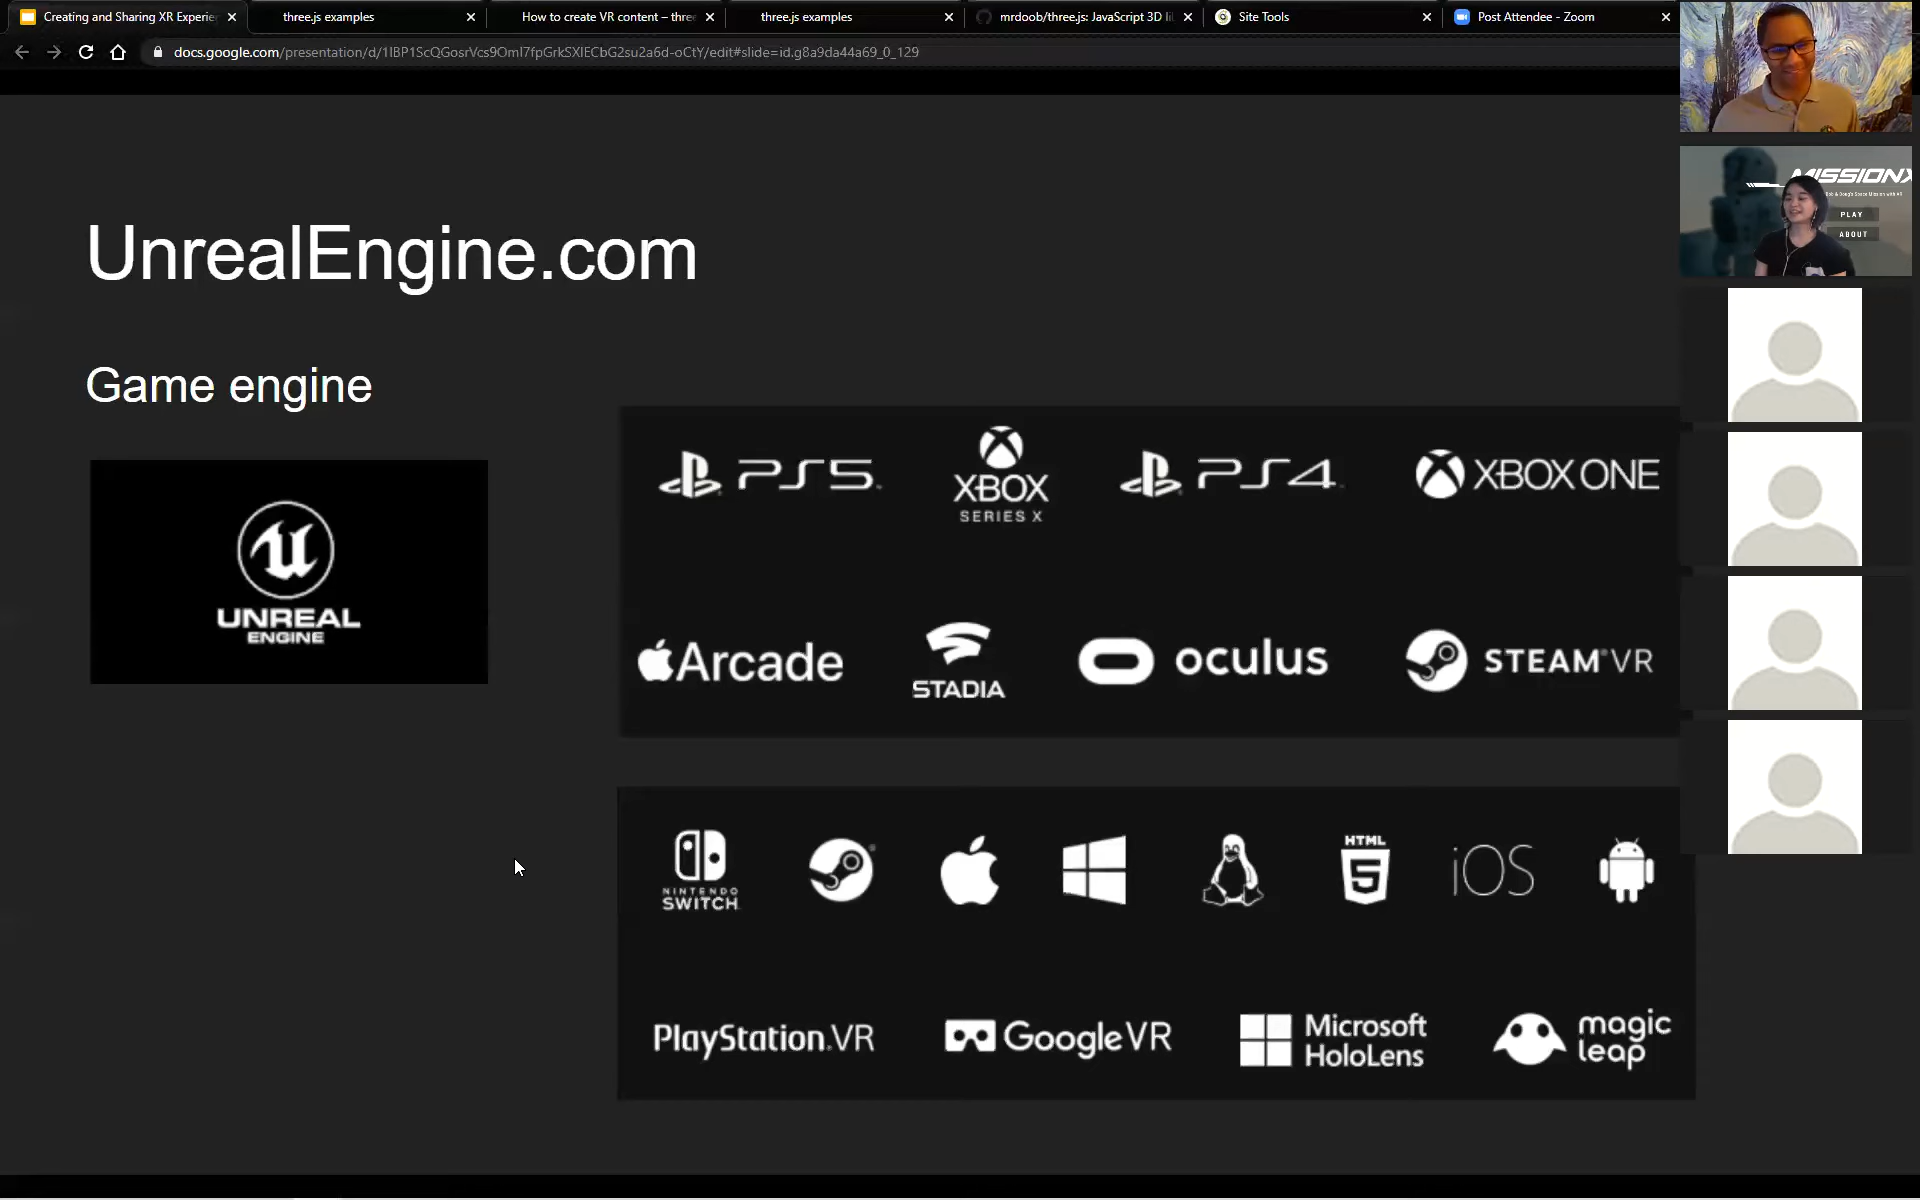 Creating and Sharing XR Experie
three.js examples
How to create VR content – three
three.js examples
mrdoob/three.js: JavaScript 3D li
Site Tools
Post Attendee - Zoom
docs.google.com/presentation/d/1IBP1ScQGosrVcs9OmI7fpGrkSXlECbG2su2a6d-oCtY/edit#slide=id.g8a9da44a69_0_129
MISSIONX
PLAY
ABOUT
UnrealEngine.com
Game engine
UNREAL
ENGINE
PS5
XBOX
SERIES X
PS4
XBOX ONE
Arcade
STADIA
oculus
STEAM®VR
NINTENDO
SWITCH
HTML
5
iOS
PlayStation®VR
Google VR
Microsoft
HoloLens
magic
leap